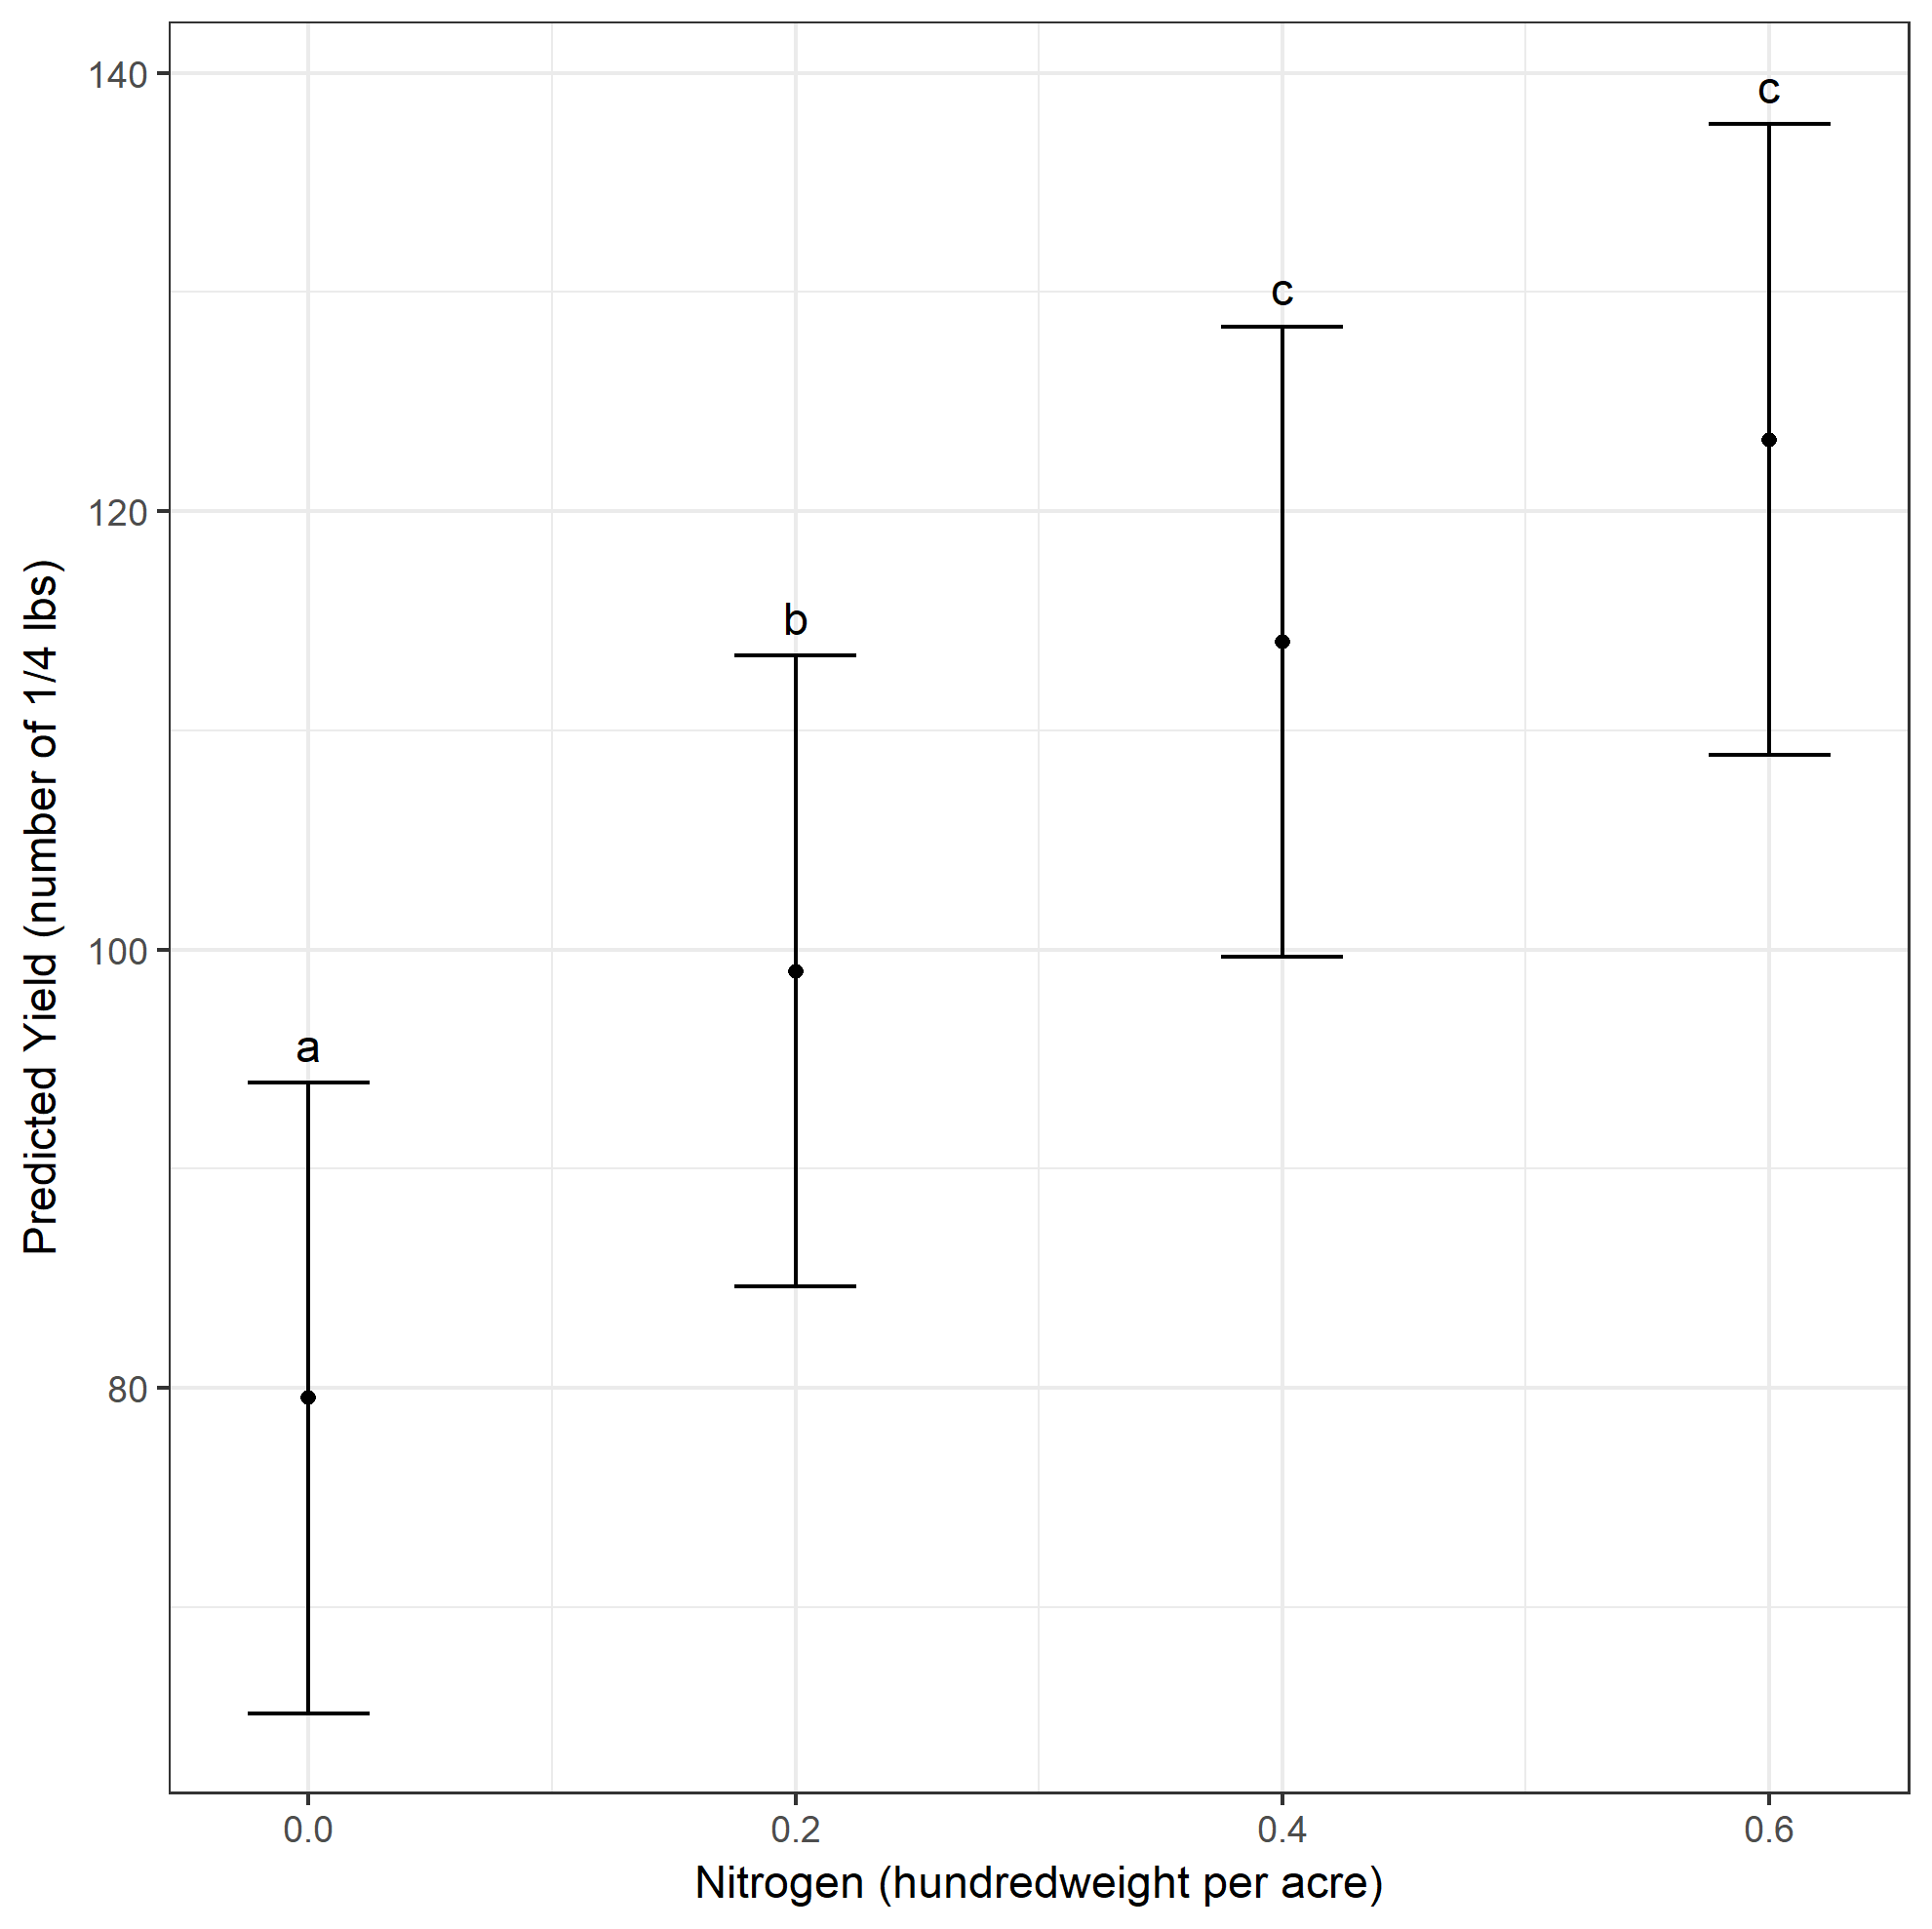 140
120
100
80
Predicted Yield (number of 1/4 lbs)
a
b
c
c
0.0 0.2 0.4 0.6
Nitrogen (hundredweight per acre)